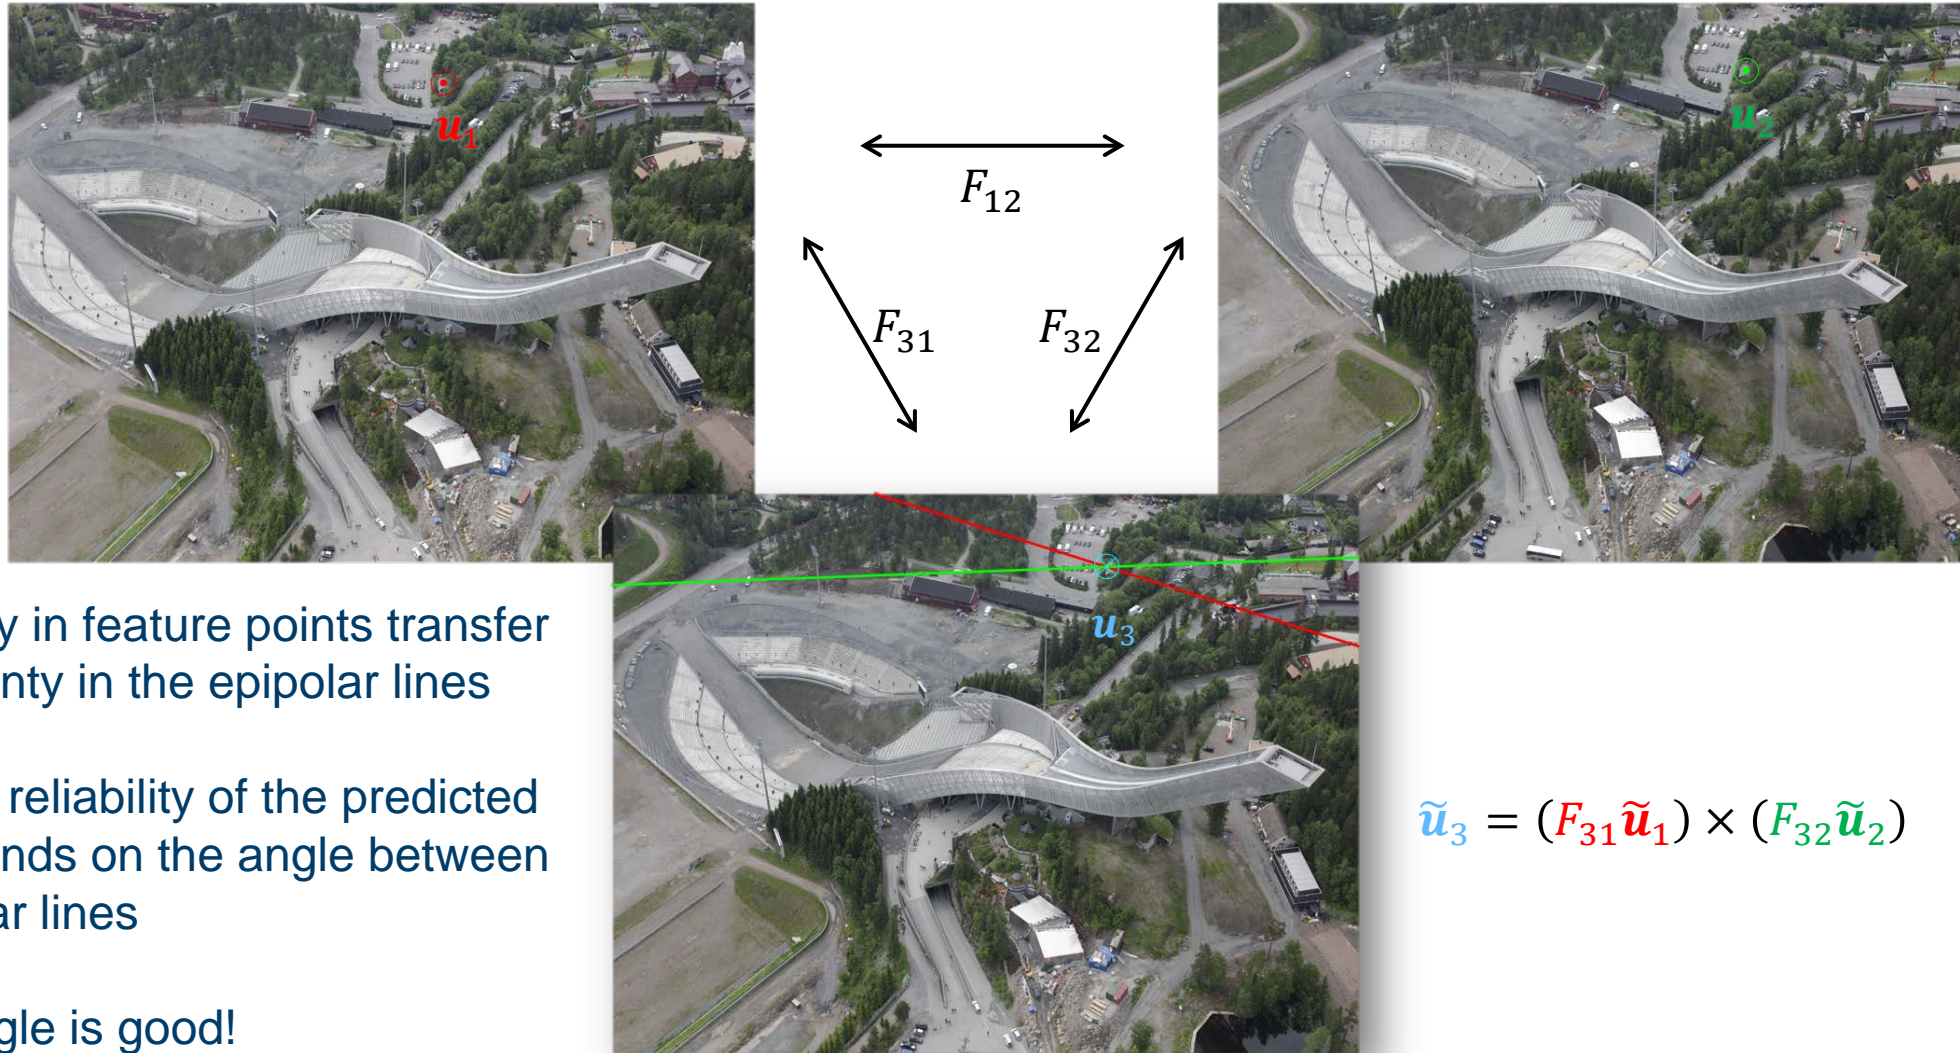 u₁
u₂
F₁₂
F₃₁
F₃₂
u₃
y in feature points transfer
nty in the epipolar lines
reliability of the predicted
nds on the angle between
ar lines
gle is good!
ũ₃ = (F₃₁ũ₁) × (F₃₂ũ₂)